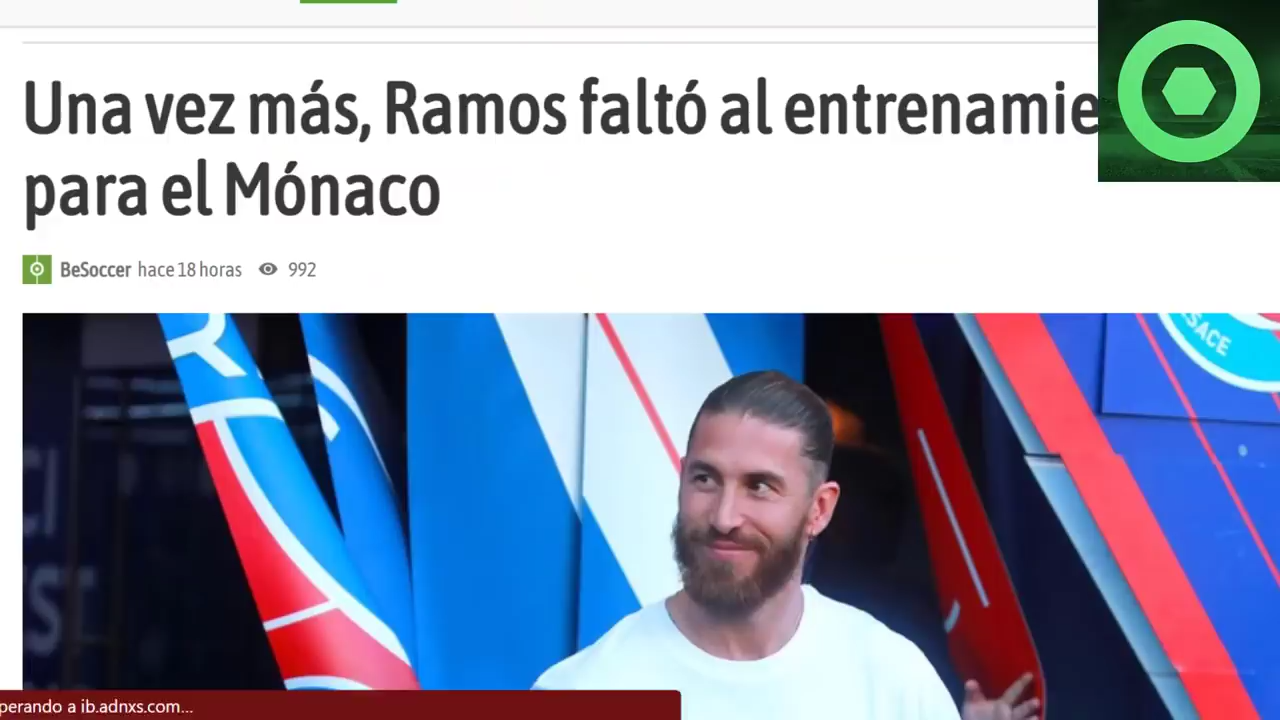 Una vez más, Ramos faltó al entrenamie
para el Mónaco
BeSoccer hace 18 horas 992
SACE
perando a ib.adnxs.com...